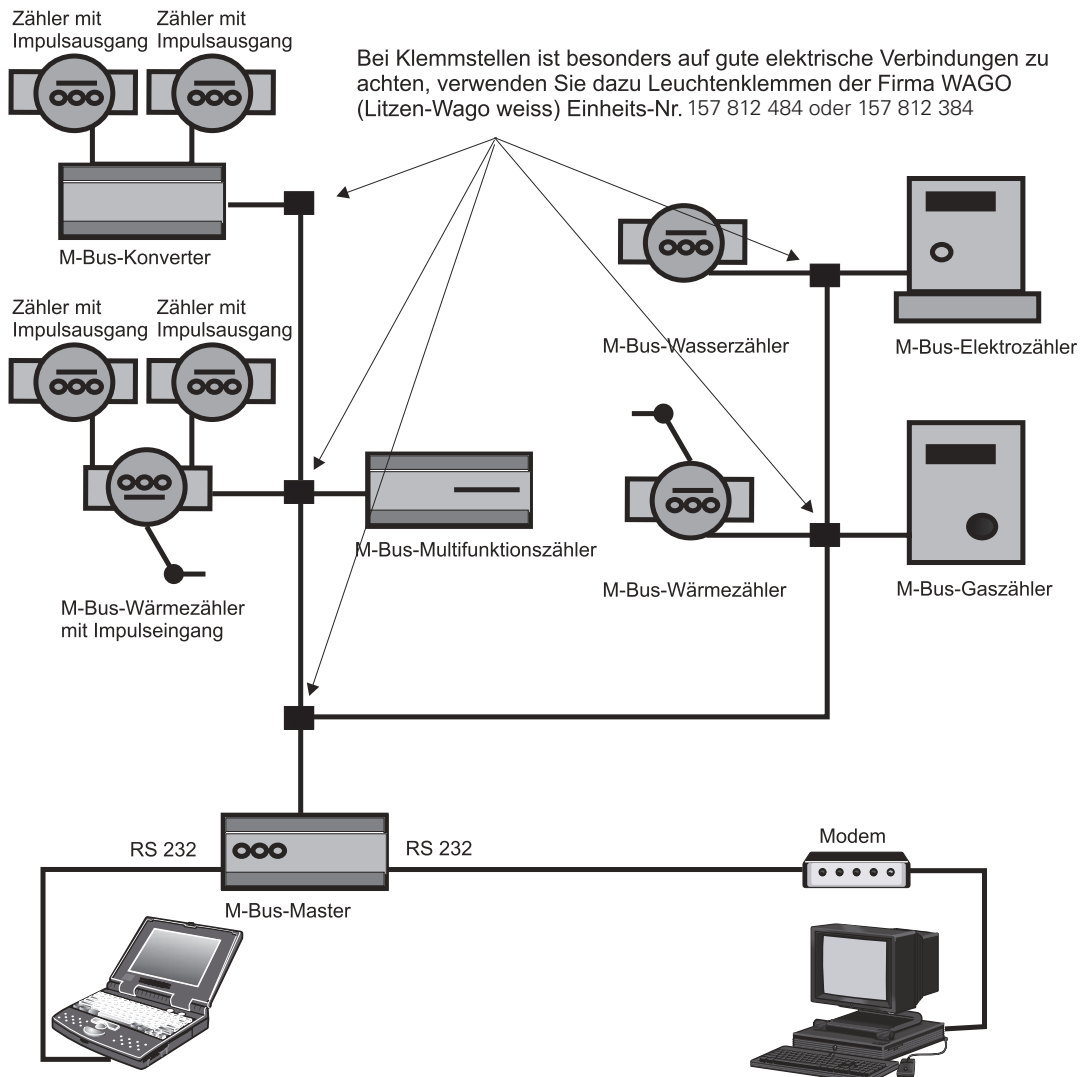 Zähler mit
Impulsausgang
Zähler mit
Impulsausgang
Bei Klemmstellen ist besonders auf gute elektrische Verbindungen zu
achten, verwenden Sie dazu Leuchtenklemmen der Firma WAGO
(Litzen-Wago weiss) Einheits-Nr. 157 812 484 oder 157 812 384
M-Bus-Konverter
Zähler mit
Impulsausgang
Zähler mit
Impulsausgang
M-Bus-Wasserzähler
M-Bus-Elektrozähler
M-Bus-Multifunktionszähler
M-Bus-Wärmezähler
mit Impulseingang
M-Bus-Wärmezähler
M-Bus-Gaszähler
RS 232
RS 232
Modem
M-Bus-Master